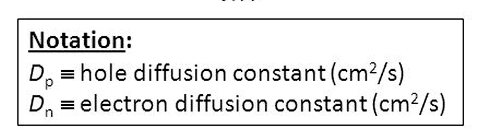 Notation:
Dₚ ≡ hole diffusion constant (cm²/s)
Dₙ ≡ electron diffusion constant (cm²/s)